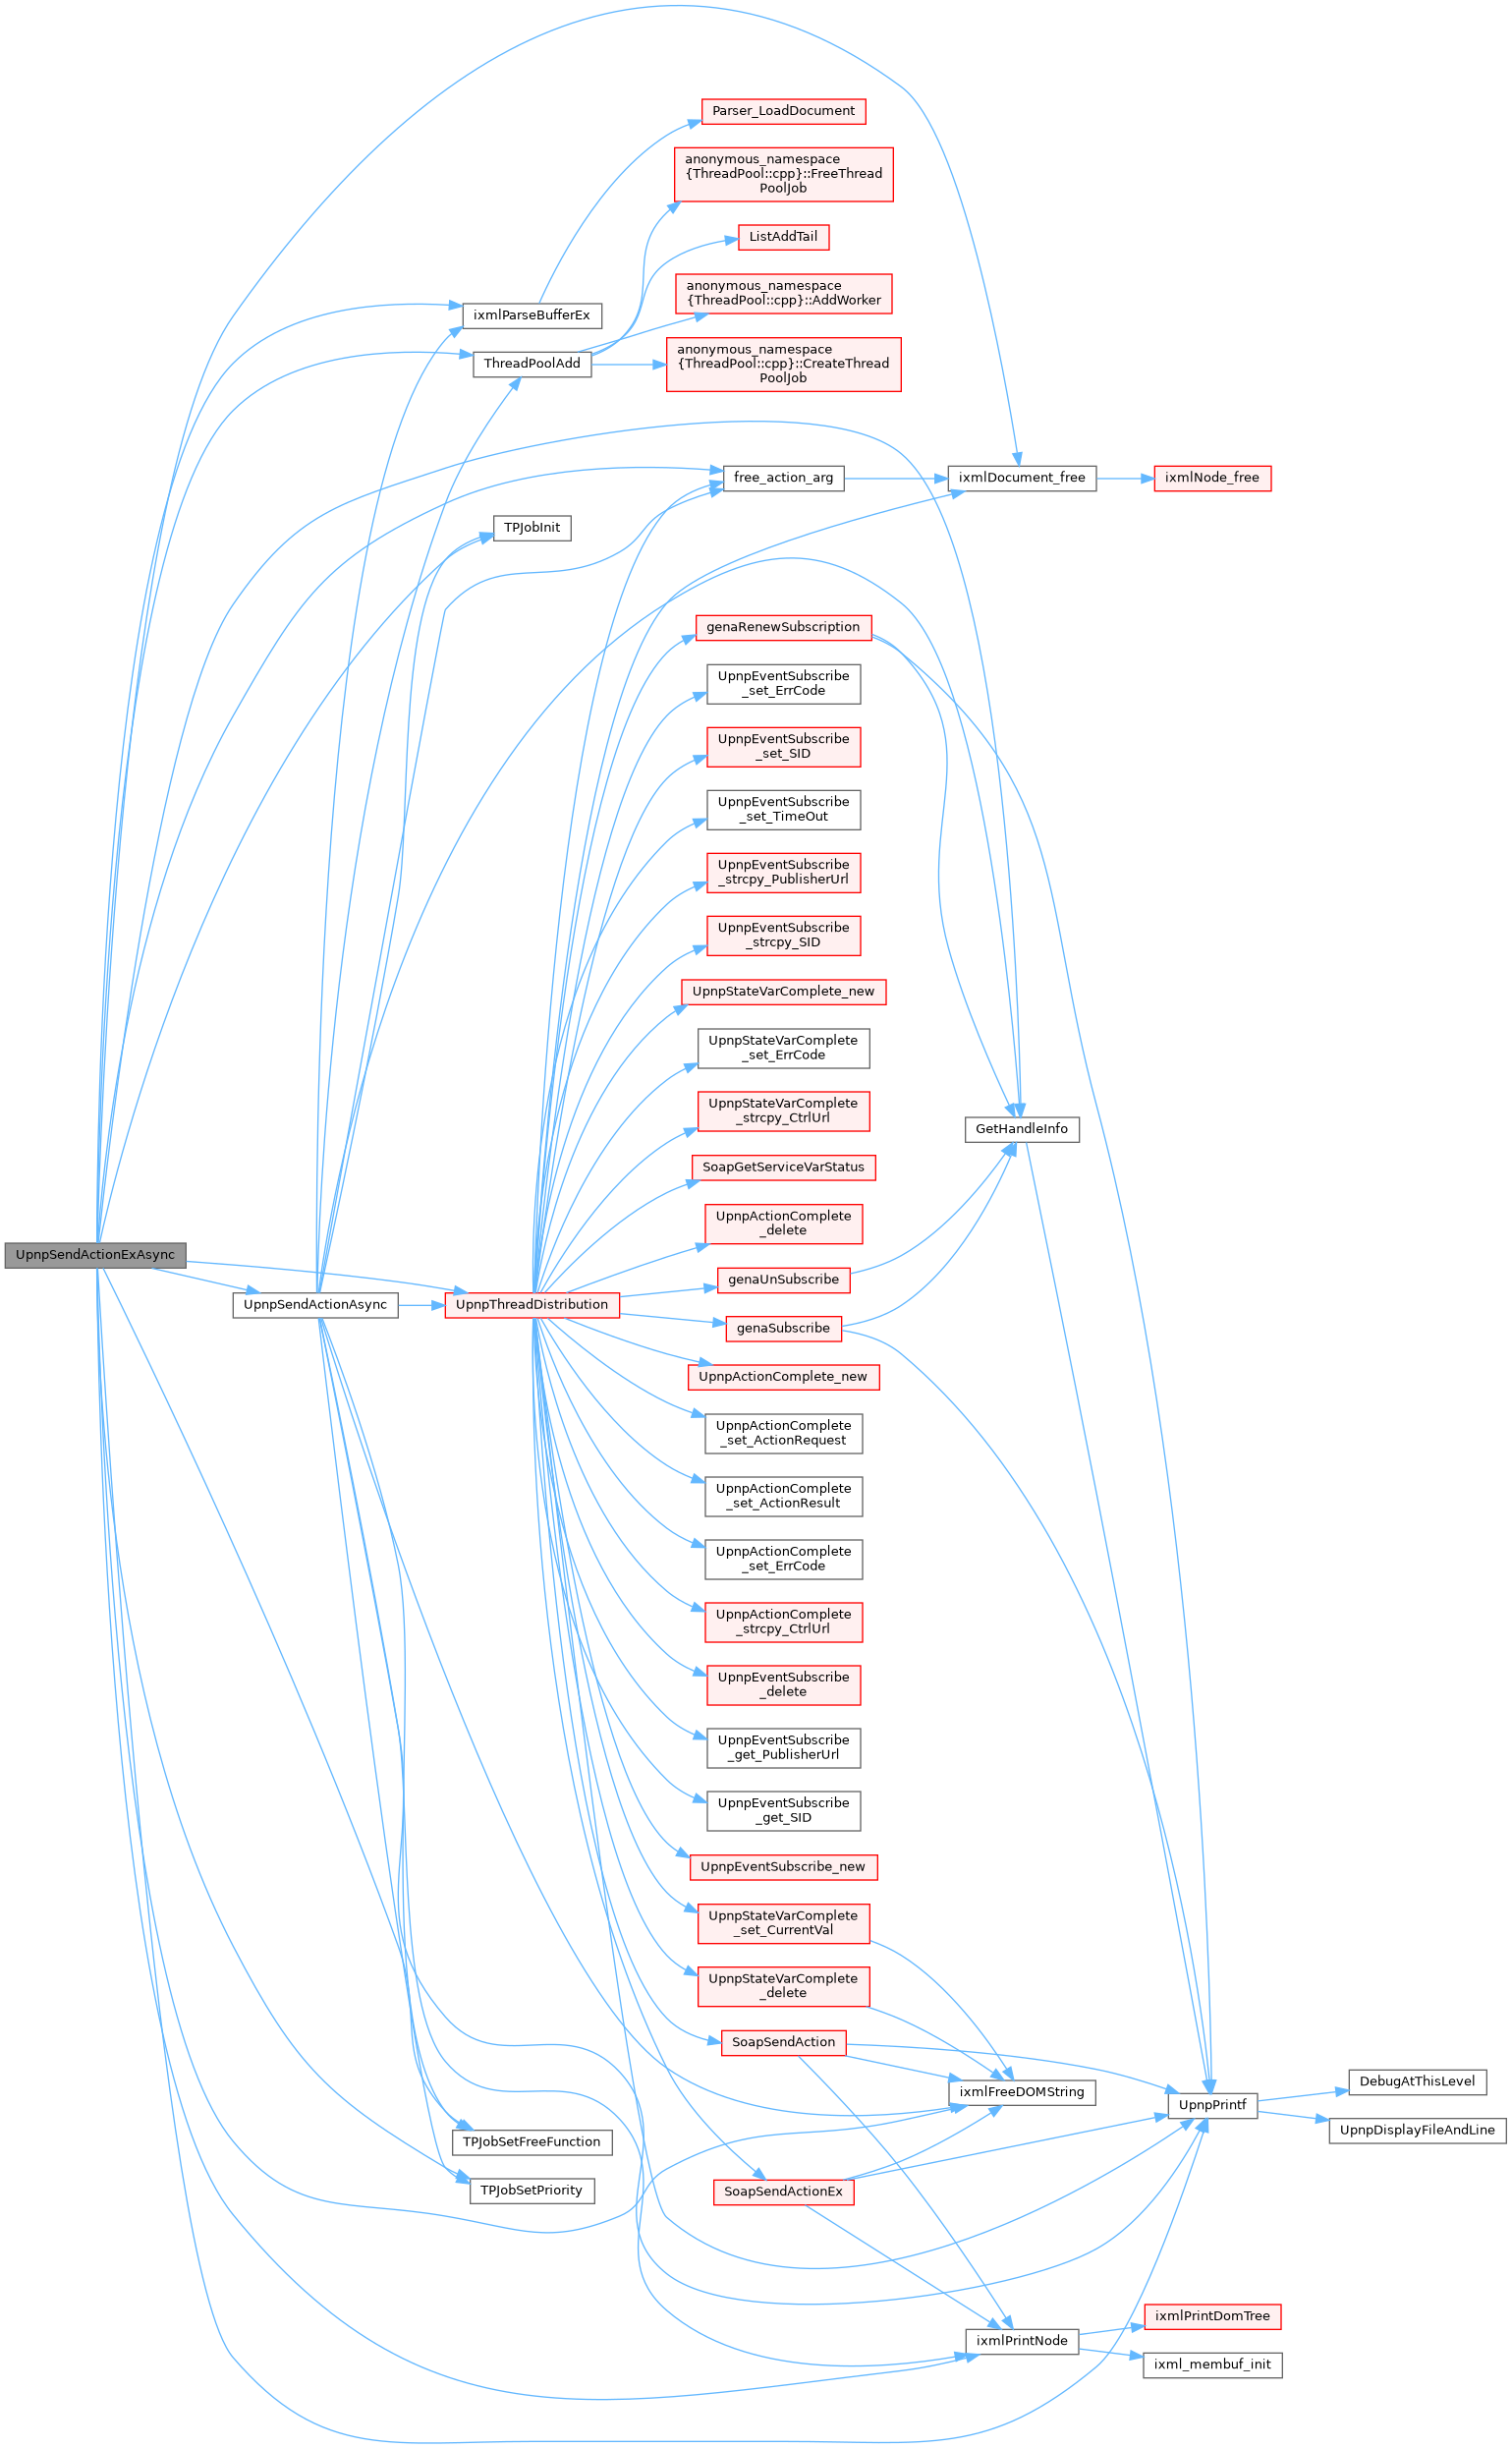 Parser_LoadDocument
anonymous_namespace
{ThreadPool::cpp}::FreeThread
PoolJob
ListAddTail
anonymous_namespace
{ThreadPool::cpp}::AddWorker
ixmlParseBufferEx
anonymous_namespace
{ThreadPool::cpp}::CreateThread
PoolJob
ThreadPoolAdd
free_action_arg
ixmlDocument_free
ixmlNode_free
TPJobInit
genaRenewSubscription
UpnpEventSubscribe
_set_ErrCode
UpnpEventSubscribe
_set_SID
UpnpEventSubscribe
_set_TimeOut
UpnpEventSubscribe
_strcpy_PublisherUrl
UpnpEventSubscribe
_strcpy_SID
UpnpStateVarComplete_new
UpnpStateVarComplete
_set_ErrCode
UpnpStateVarComplete
_strcpy_CtrlUrl
GetHandleInfo
SoapGetServiceVarStatus
UpnpActionComplete
_delete
UpnpSendActionExAsync
genaUnSubscribe
UpnpSendActionAsync
UpnpThreadDistribution
genaSubscribe
UpnpActionComplete_new
UpnpActionComplete
_set_ActionRequest
UpnpActionComplete
_set_ActionResult
UpnpActionComplete
_set_ErrCode
UpnpActionComplete
_strcpy_CtrlUrl
UpnpEventSubscribe
_delete
UpnpEventSubscribe
_get_PublisherUrl
UpnpEventSubscribe
_get_SID
UpnpEventSubscribe_new
UpnpStateVarComplete
_set_CurrentVal
UpnpStateVarComplete
_delete
SoapSendAction
ixmlFreeDOMString
UpnpPrintf
DebugAtThisLevel
UpnpDisplayFileAndLine
TPJobSetFreeFunction
TPJobSetPriority
SoapSendActionEx
ixmlPrintDomTree
ixmlPrintNode
ixml_membuf_init